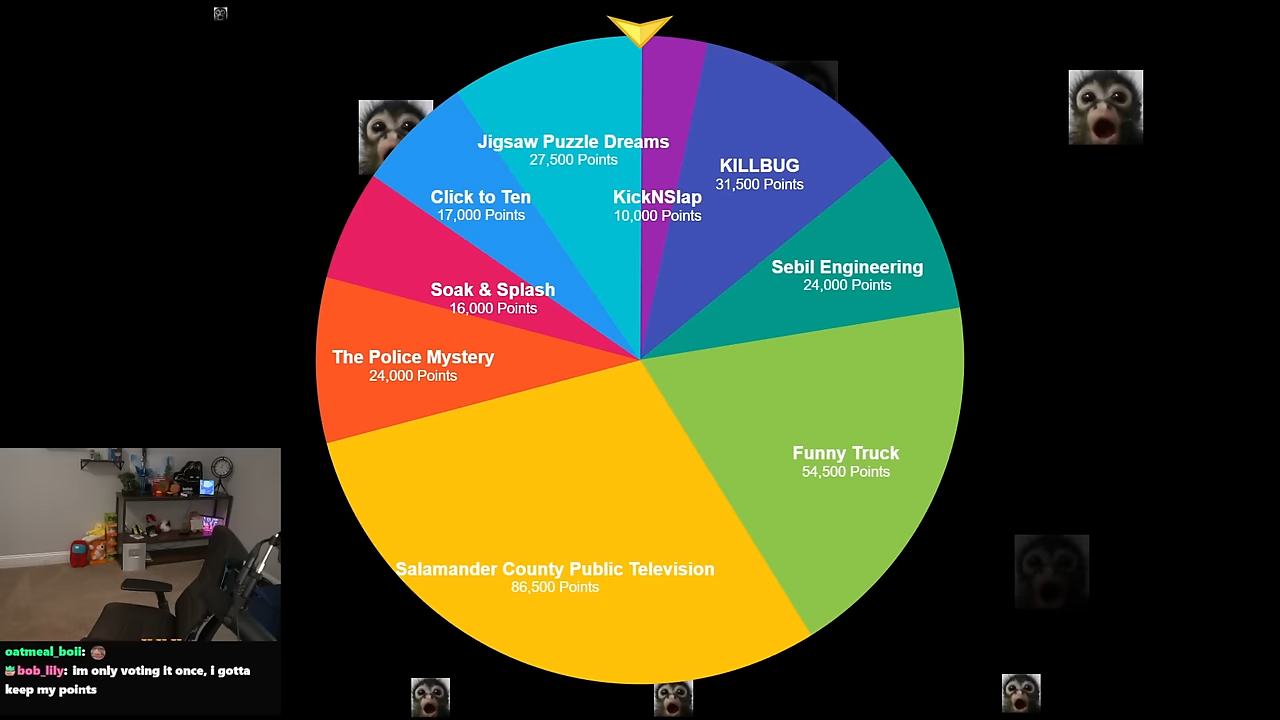 Jigsaw Puzzle Dreams
27,500 Points
KILLBUG
31,500 Points
Click to Ten
17,000 Points
KickNSlap
10,000 Points
Sebil Engineering
24,000 Points
Soak & Splash
16,000 Points
The Police Mystery
24,000 Points
Funny Truck
54,500 Points
Salamander County Public Television
86,500 Points
oatmeal_boii:
bob_lily: im only voting it once, i gotta
keep my points